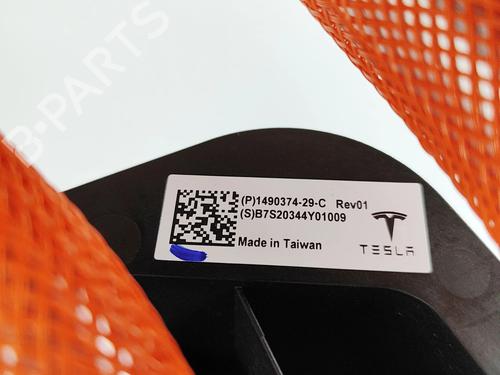 B-PARTS
(P)1490374-29-C Rev01
(S)B7S20344Y01009
Made in Taiwan
TESLA